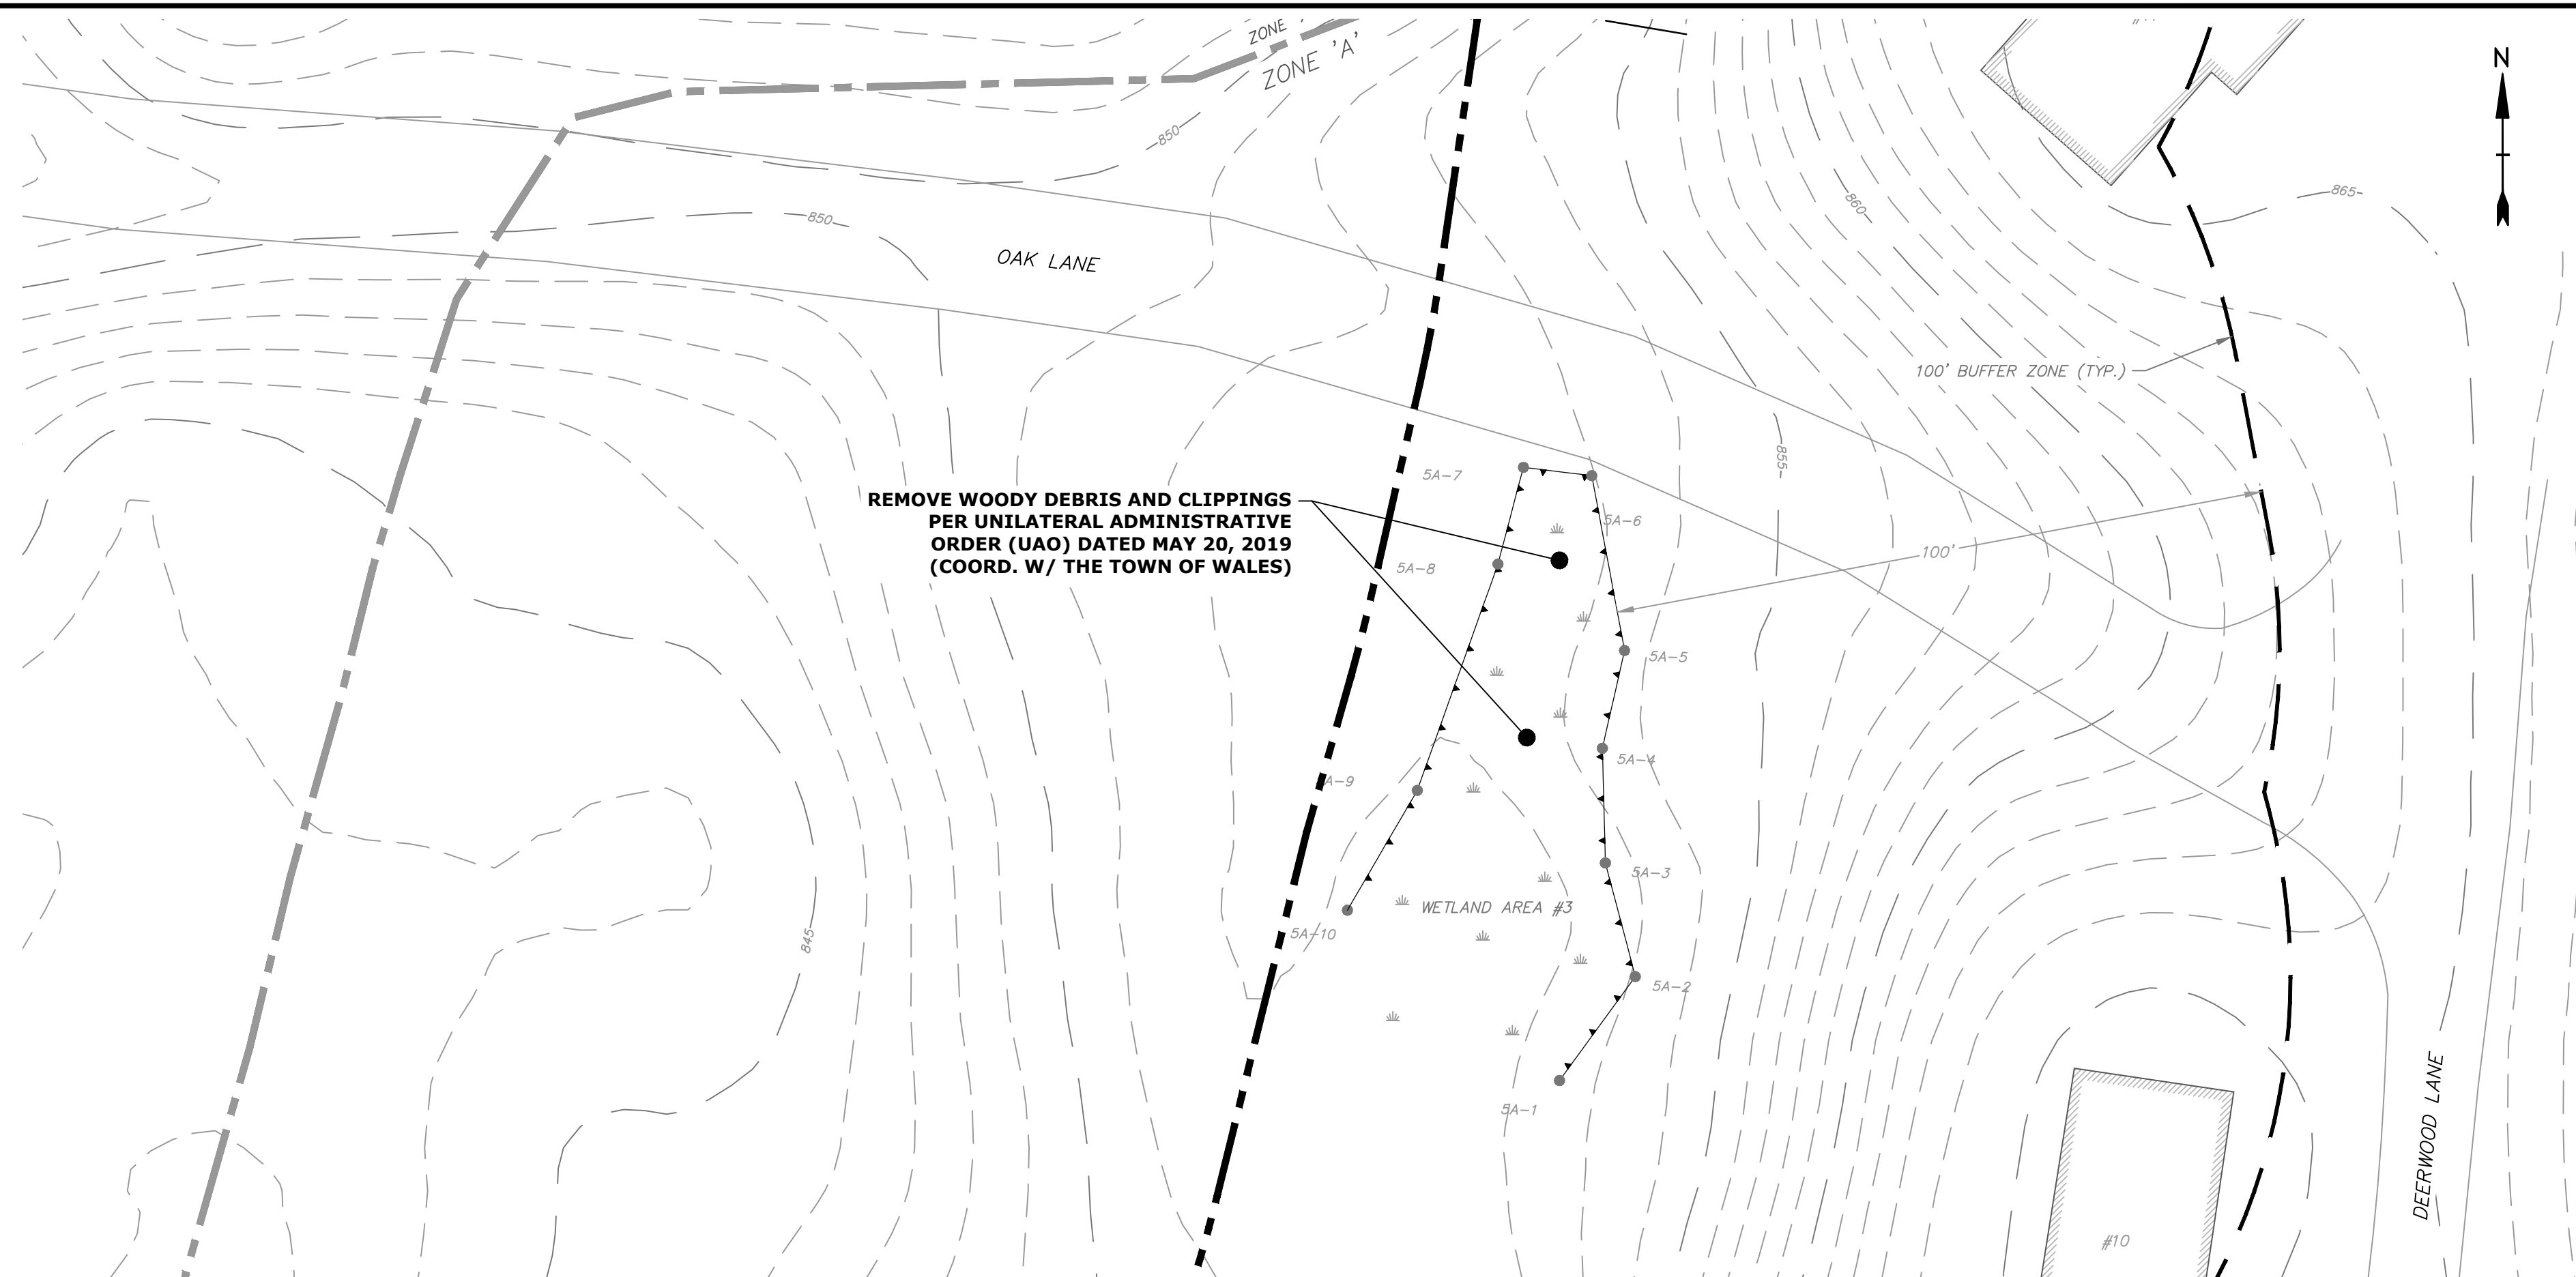 ZONE
ZONE 'A'
N
850
850
860
865
OAK LANE
100' BUFFER ZONE (TYP.)
855
5A-7
REMOVE WOODY DEBRIS AND CLIPPINGS
PER UNILATERAL ADMINISTRATIVE
ORDER (UAO) DATED MAY 20, 2019
(COORD. W/ THE TOWN OF WALES)
5A-6
100'
5A-8
5A-5
5A-4
A-9
5A-3
WETLAND AREA #3
5A-10
845
5A-2
5A-1
DEERWOOD LANE
#10